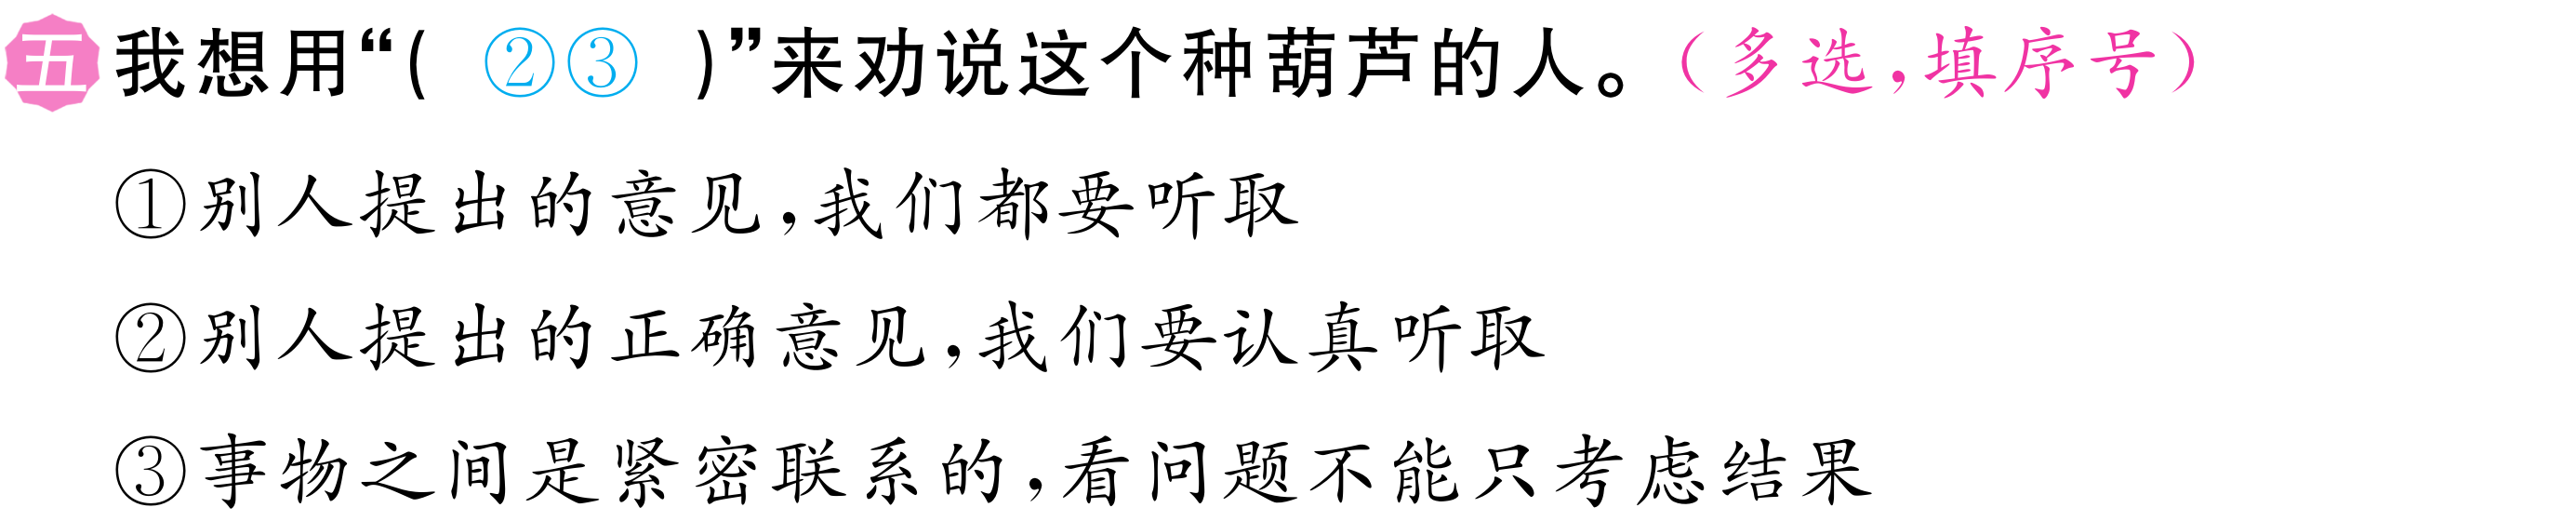 五 我想用“( ②③ )”来劝说这个种葫芦的人。(多选,填序号)
①别人提出的意见,我们都要听取
②别人提出的正确意见,我们要认真听取
③事物之间是紧密联系的,看问题不能只考虑结果